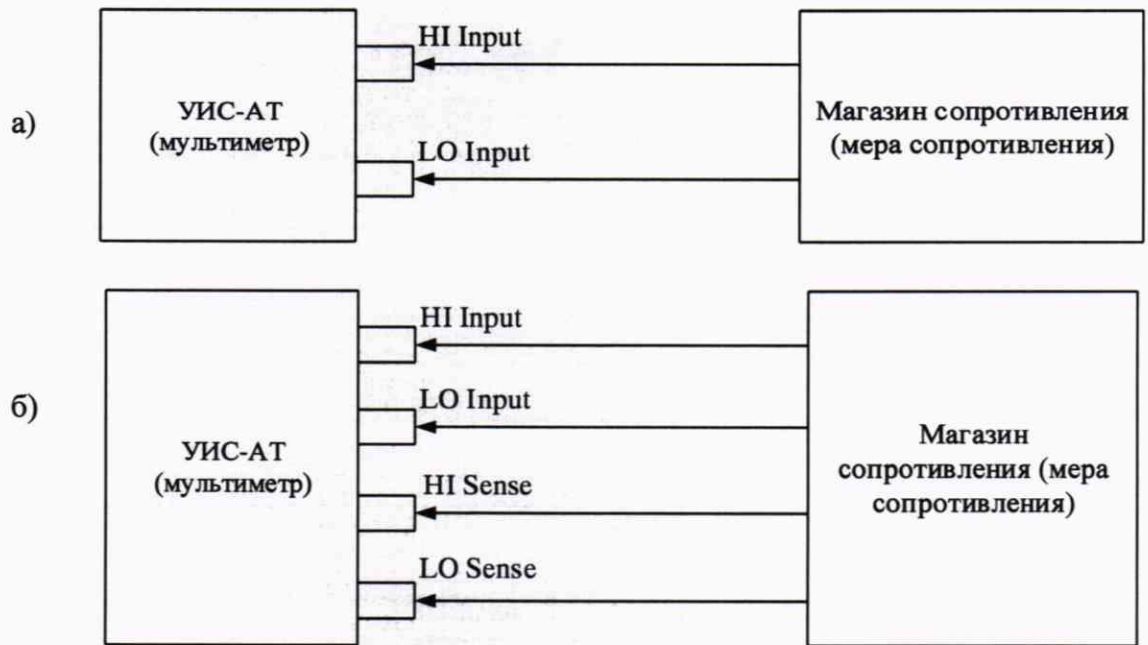 а)
УИС-АТ
(мультиметр)
HI Input
LO Input
Магазин сопротивления
(мера сопротивления)
б)
УИС-АТ
(мультиметр)
HI Input
LO Input
HI Sense
LO Sense
Магазин
сопротивления (мера
сопротивления)